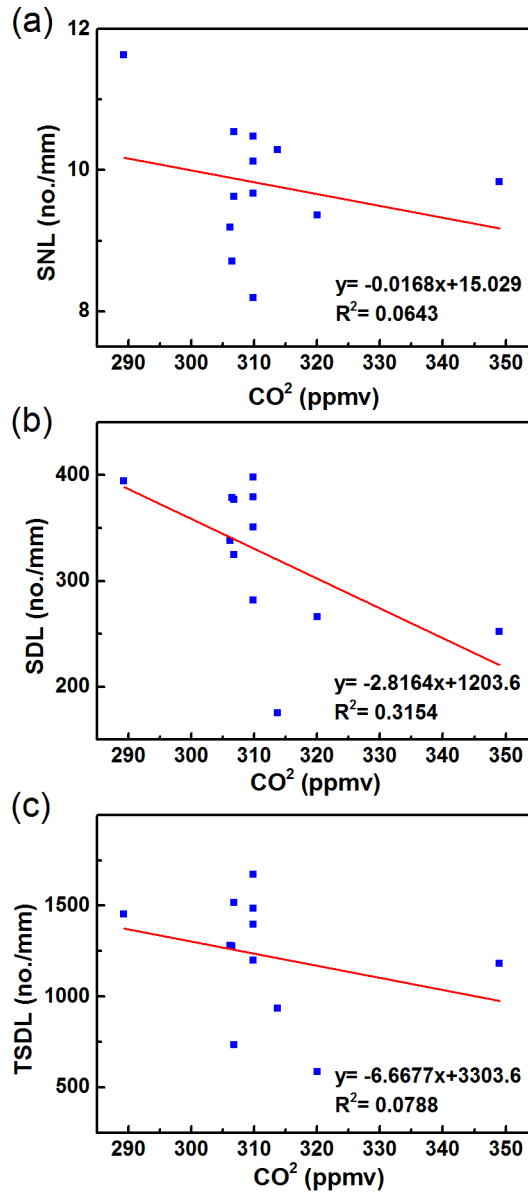 (a)
12
10
8
SNL (no./mm)
y= -0.0168x+15.029
R²= 0.0643
290 300 310 320 330 340 350
CO² (ppmv)
(b)
400
300
200
SDL (no./mm)
y= -2.8164x+1203.6
R²= 0.3154
290 300 310 320 330 340 350
CO² (ppmv)
(c)
1500
1000
500
TSDL (no./mm)
y= -6.6677x+3303.6
R²= 0.0788
290 300 310 320 330 340 350
CO² (ppmv)